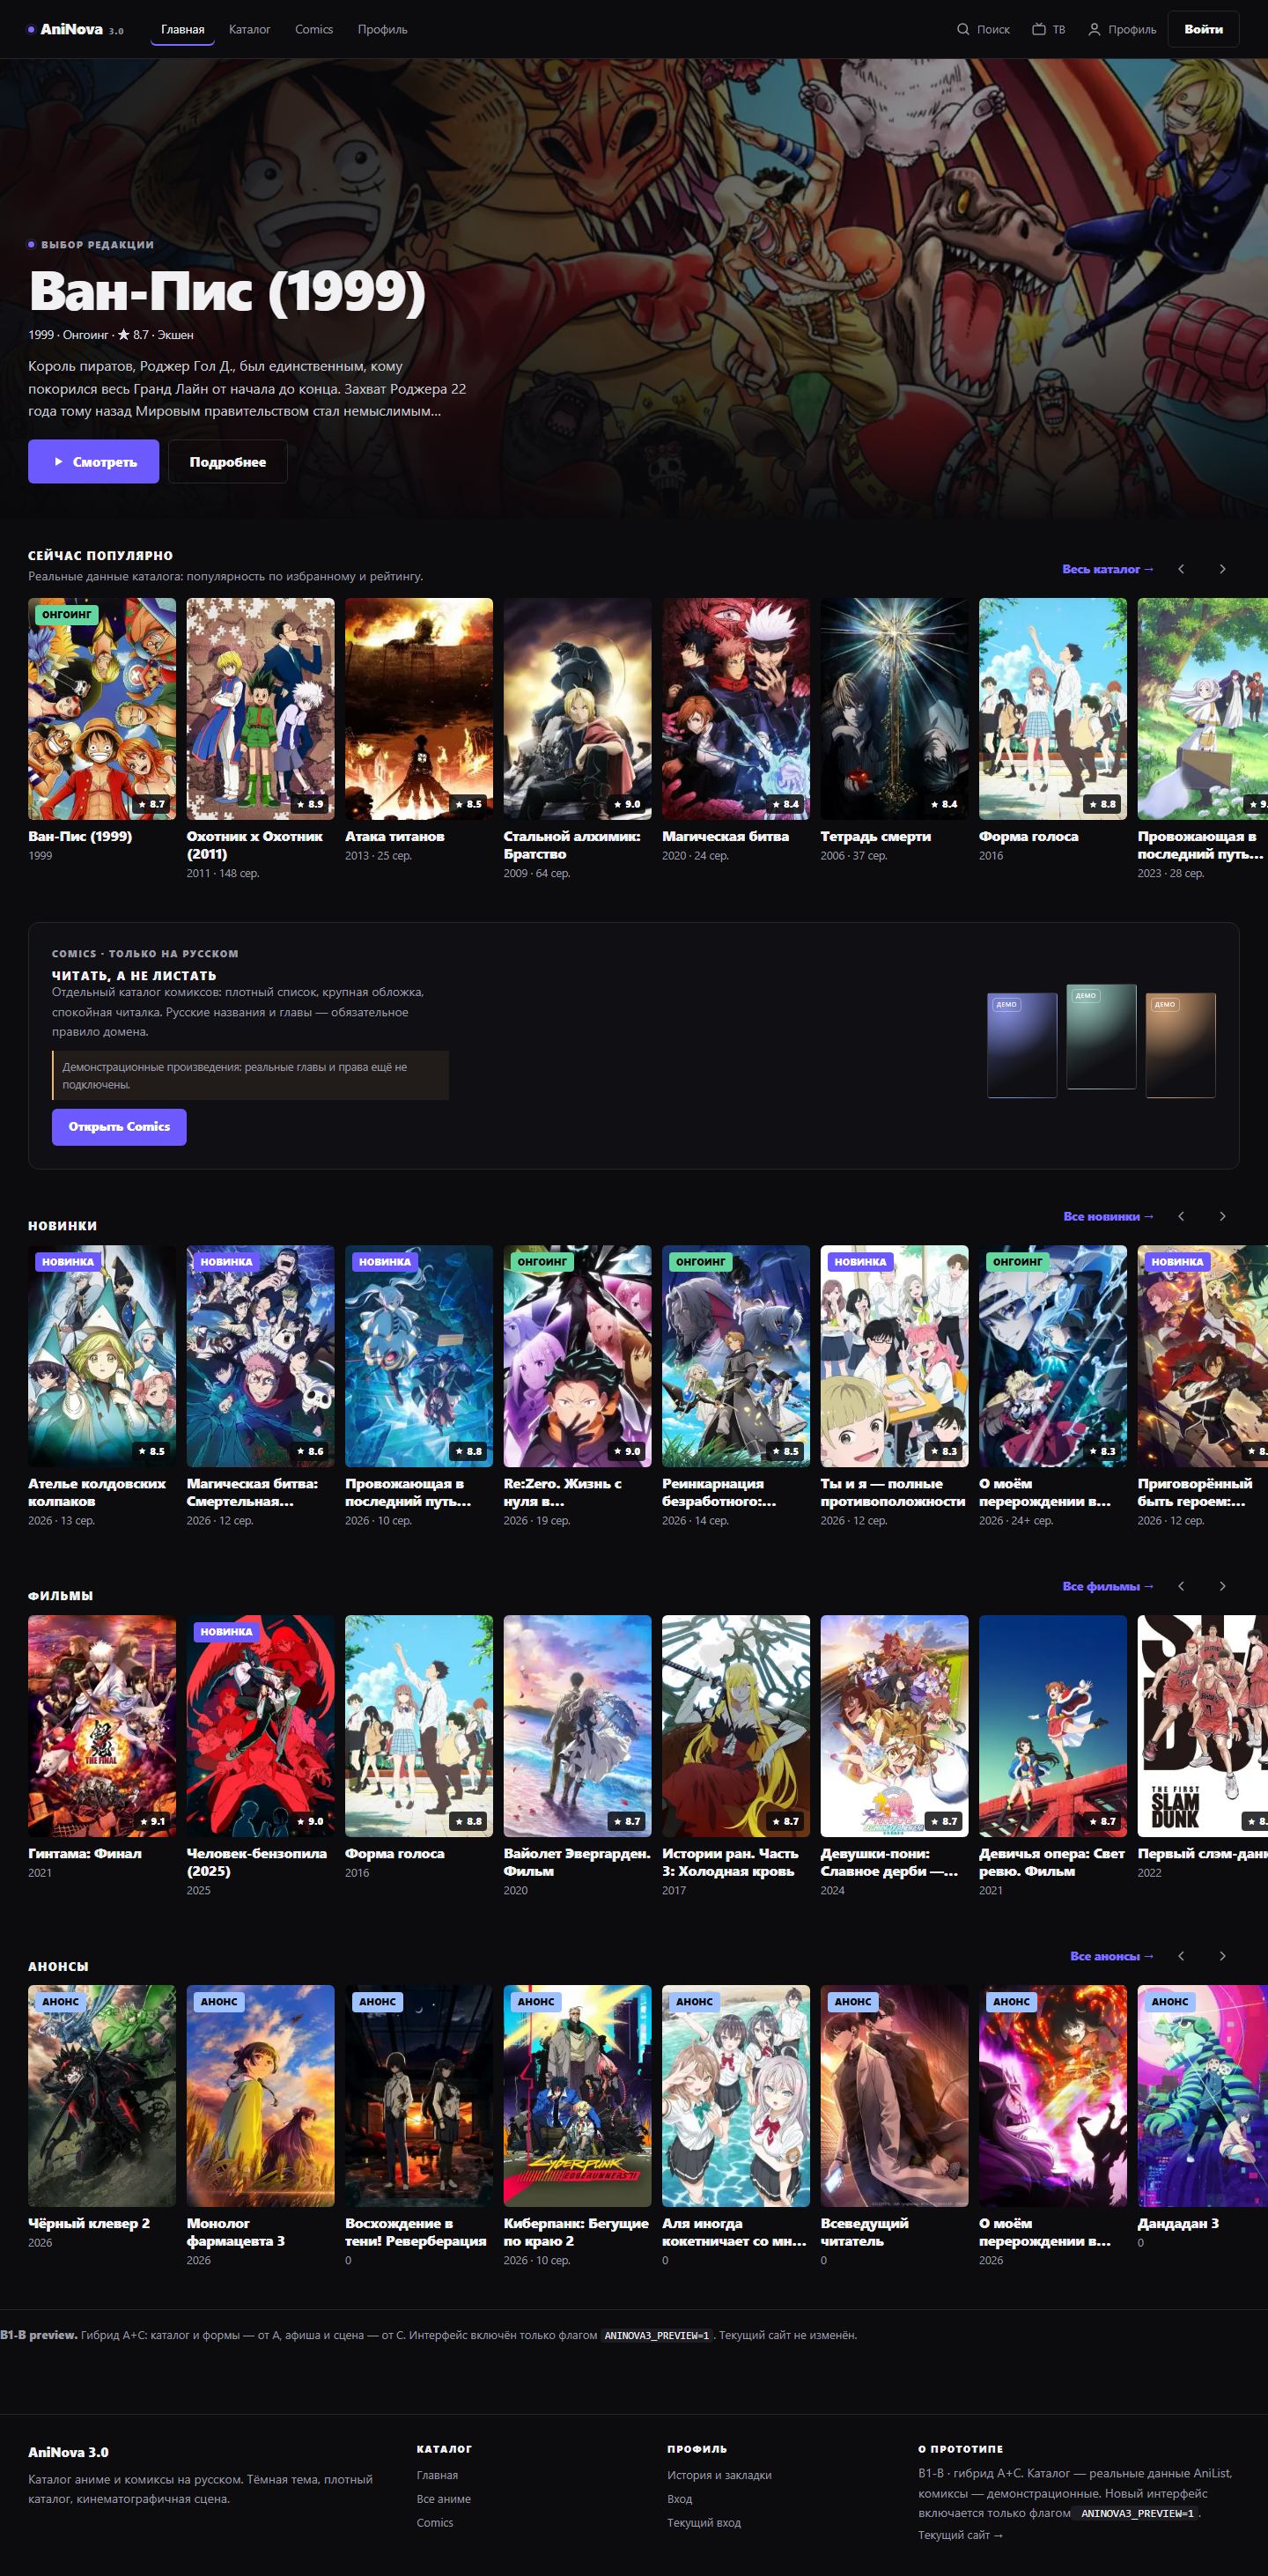 AniNova 3.0
Главная
Каталог
Comics
Профиль
Поиск
ТВ
Профиль
Войти
ВЫБОР РЕДАКЦИИ
Ван-Пис (1999)
1999 · Онгоинг · ★ 8.7 · Экшен
Король пиратов, Роджер Гол Д., был единственным, кому
покорился весь Гранд Лайн от начала до конца. Захват Роджера 22
года тому назад Мировым правительством стал немыслимым...
Смотреть
Подробнее
СЕЙЧАС ПОПУЛЯРНО
Реальные данные каталога: популярность по избранному и рейтингу.
Весь каталог →
ОНГОИНГ
★ 8.7
Ван-Пис (1999)
1999
★ 8.9
Охотник х Охотник
(2011)
2011 · 148 сер.
★ 8.5
Атака титанов
2013 · 25 сер.
★ 9.0
Стальной алхимик:
Братство
2009 · 64 сер.
★ 8.4
Магическая битва
2020 · 24 сер.
★ 8.4
Тетрадь смерти
2006 · 37 сер.
★ 8.8
Форма голоса
2016
★ 9.
Провожающая в
последний путь...
2023 · 28 сер.
COMICS · ТОЛЬКО НА РУССКОМ
ЧИТАТЬ, А НЕ ЛИСТАТЬ
Отдельный каталог комиксов: плотный список, крупная обложка,
спокойная читалка. Русские названия и главы — обязательное
правило домена.
Демонстрационные произведения: реальные главы и права ещё не
подключены.
Открыть Comics
ДЕМО
ДЕМО
ДЕМО
НОВИНКИ
Все новинки →
НОВИНКА
★ 8.5
Ателье колдовских
колпаков
2026 · 13 сер.
НОВИНКА
★ 8.6
Магическая битва:
Смертельная...
2026 · 12 сер.
НОВИНКА
★ 8.8
Провожающая в
последний путь...
2026 · 10 сер.
ОНГОИНГ
★ 9.0
Re:Zero. Жизнь с
нуля в...
2026 · 19 сер.
ОНГОИНГ
★ 8.5
Реинкарнация
безработного:...
2026 · 14 сер.
НОВИНКА
★ 8.3
Ты и я — полные
противоположности
2026 · 12 сер.
ОНГОИНГ
★ 8.3
О моём
перерождении в...
2026 · 24+ сер.
НОВИНКА
★ 8.
Приговорённый
быть героем:...
2026 · 12 сер.
ФИЛЬМЫ
Все фильмы →
THE FINAL
★ 9.1
Гинтама: Финал
2021
НОВИНКА
★ 9.0
Человек-бензопила
(2025)
2025
★ 8.8
Форма голоса
2016
★ 8.7
Вайолет Эвергарден.
Фильм
2020
★ 8.7
Истории ран. Часть
3: Холодная кровь
2017
★ 8.7
Девушки-пони:
Славное дерби —...
2024
★ 8.7
Девичья опера: Свет
ревю. Фильм
2021
THE FIRST
SLAM
DUNK
★ 8.
Первый слэм-данк
2022
АНОНСЫ
Все анонсы →
АНОНС
Чёрный клевер 2
2026
АНОНС
Монолог
фармацевта 3
2026
АНОНС
Восхождение в
тени! Реверберация
0
АНОНС
CYBERPUNK
EDGERUNNERS
Киберпанк: Бегущие
по краю 2
2026 · 10 сер.
АНОНС
Аля иногда
кокетничает со мн...
0
АНОНС
Всеведущий
читатель
0
АНОНС
О моём
перерождении в...
2026
АНОНС
Дандадан 3
0
B1-B preview. Гибрид A+C: каталог и формы — от A, афиша и сцена — от C. Интерфейс включён только флагом ANINOVA3_PREVIEW=1. Текущий сайт не изменён.
AniNova 3.0
Каталог аниме и комиксы на русском. Тёмная тема, плотный
каталог, кинематографичная сцена.
КАТАЛОГ
Главная
Все аниме
Comics
ПРОФИЛЬ
История и закладки
Вход
Текущий вход
О ПРОТОТИПЕ
B1-B · гибрид A+C. Каталог — реальные данные AniList,
комиксы — демонстрационные. Новый интерфейс
включается только флагом ANINOVA3_PREVIEW=1.
Текущий сайт →